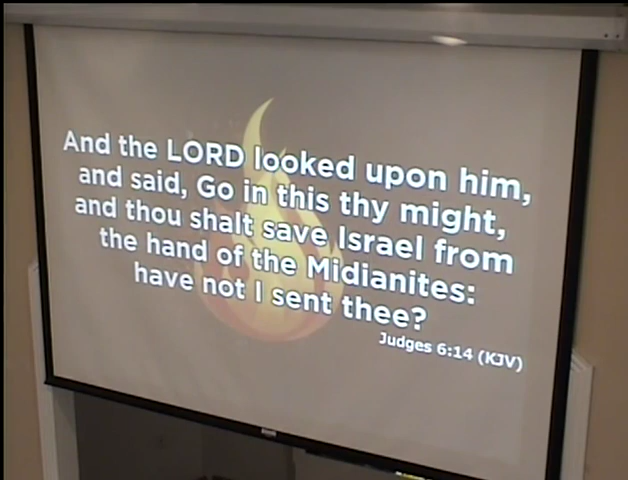 And the LORD looked upon him,
and said, Go in this thy might,
and thou shalt save Israel from
the hand of the Midianites:
have not I sent thee?
Judges 6:14 (KJV)